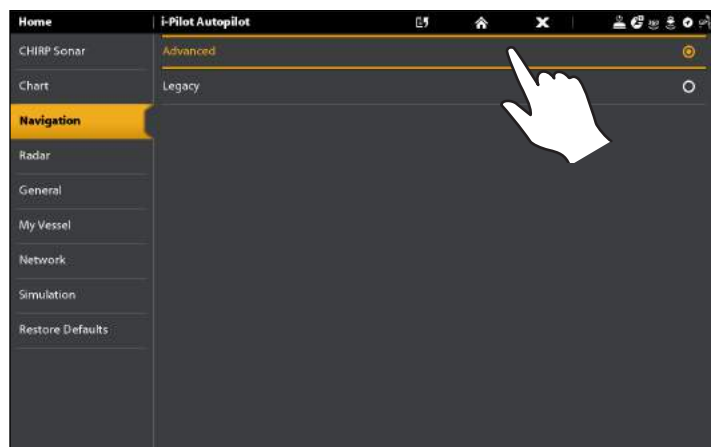 Home
i-Pilot Autopilot
CHIRP Sonar
Advanced
Chart
Legacy
Navigation
Radar
General
My Vessel
Network
Simulation
Restore Defaults